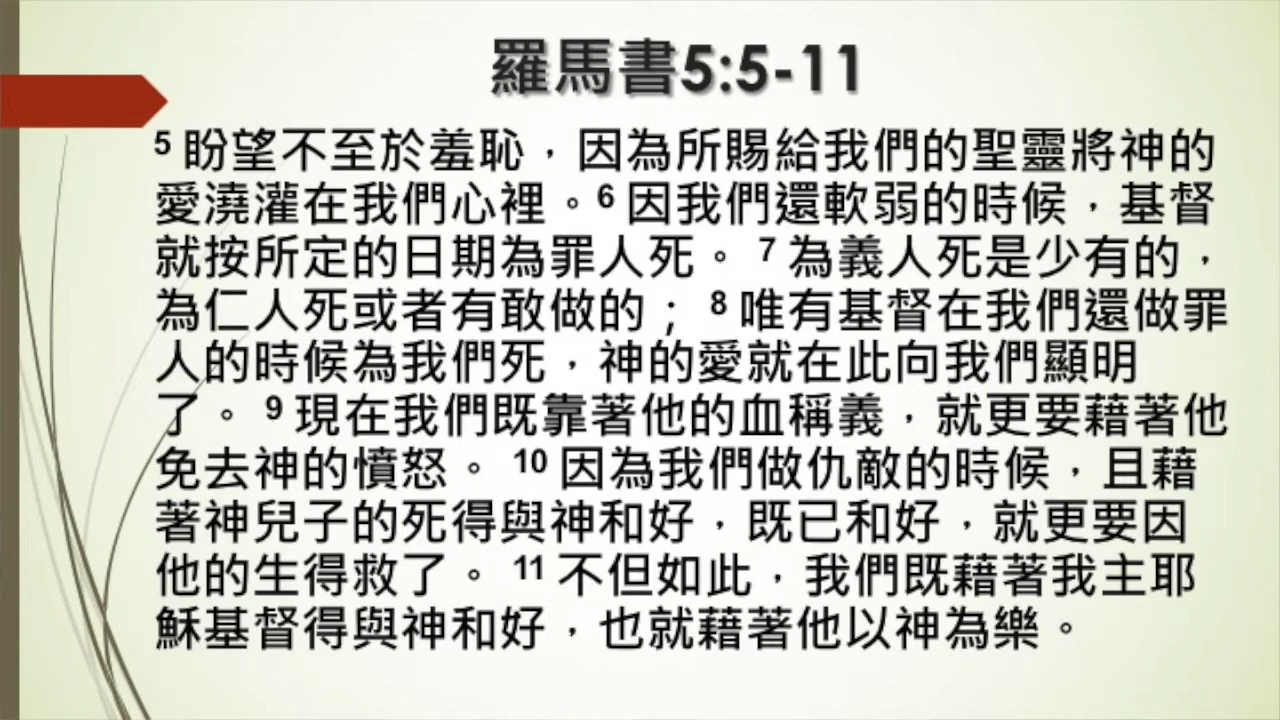 羅馬書5:5-11
5 盼望不至於羞恥，因為所賜給我們的聖靈將神的
愛澆灌在我們心裡。6 因我們還軟弱的時候，基督
就按所定的日期為罪人死。 7 為義人死是少有的，
為仁人死或者有敢做的； 8 唯有基督在我們還做罪
人的時候為我們死，神的愛就在此向我們顯明
了。 9 現在我們既靠著他的血稱義，就更要藉著他
免去神的憤怒。 10 因為我們做仇敵的時候，且藉
著神兒子的死得與神和好，既已和好，就更要因
他的生得救了。 11 不但如此，我們既藉著我主耶
穌基督得與神和好，也就藉著他以神為樂。